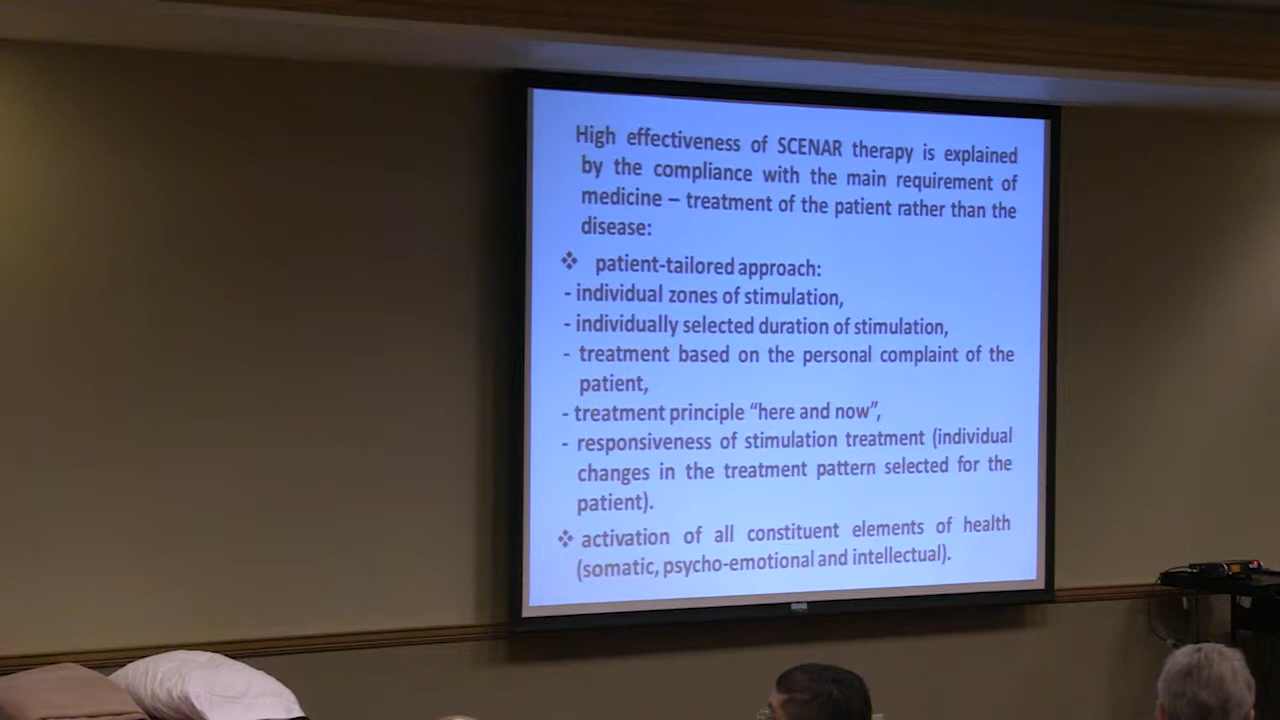 High effectiveness of SCENAR therapy is explained
by the compliance with the main requirement of
medicine – treatment of the patient rather than the
disease:
❖ patient-tailored approach:
- individual zones of stimulation,
- individually selected duration of stimulation,
- treatment based on the personal complaint of the
patient,
- treatment principle “here and now”,
- responsiveness of stimulation treatment (individual
changes in the treatment pattern selected for the
patient).
❖ activation of all constituent elements of health
(somatic, psycho-emotional and intellectual).